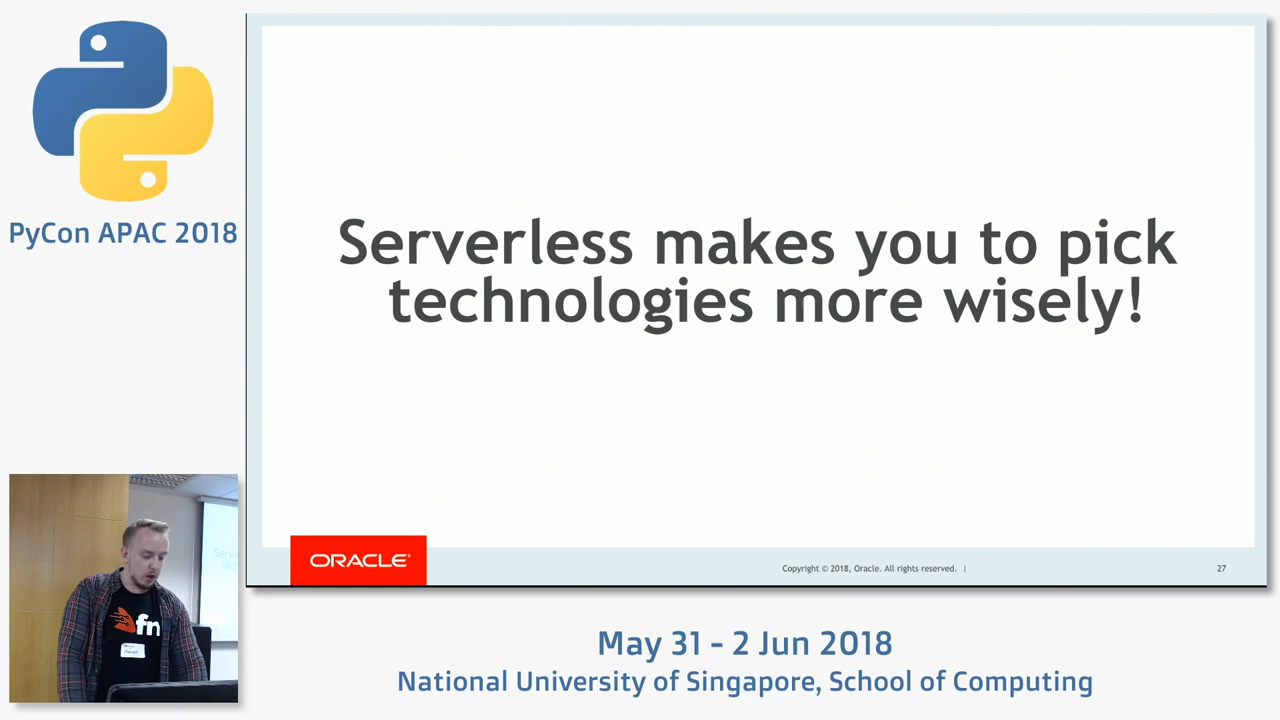 PyCon APAC 2018
Serverless makes you to pick
technologies more wisely!
ORACLE
Copyright © 2018, Oracle. All rights reserved. |
27
fn
May 31 - 2 Jun 2018
National University of Singapore, School of Computing